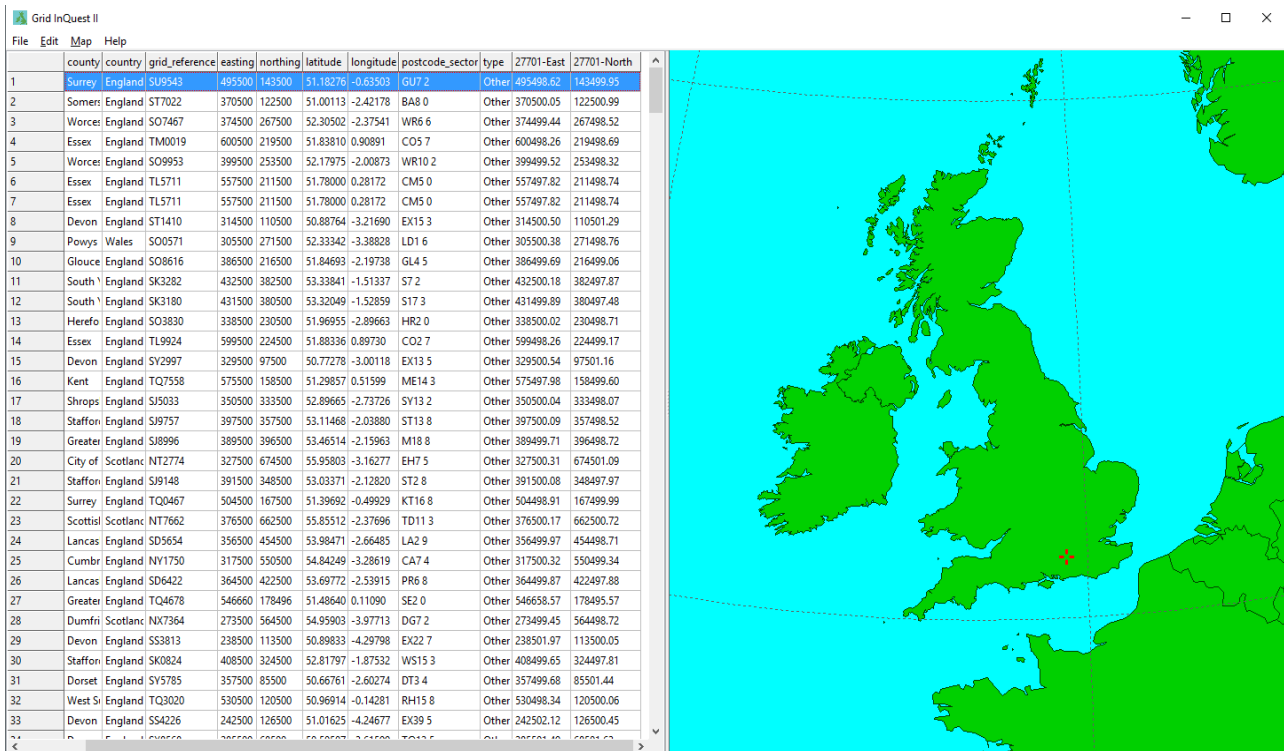 Grid InQuest II
File Edit Map Help
county country grid_reference easting northing latitude longitude postcode_sector type 27701-East 27701-North
1 Surrey England SU9543 495500 143500 51.18276 -0.63503 GU7 2 Other 495498.62 143499.95
2 Somers England ST7022 370500 122500 51.00113 -2.42178 BA8 0 Other 370500.05 122500.99
3 Worces England SO7467 374500 267500 52.30502 -2.37541 WR6 6 Other 374499.44 267498.52
4 Essex England TM0019 600500 219500 51.83810 0.90891 CO5 7 Other 600498.26 219498.69
5 Worces England SO9953 399500 253500 52.17975 -2.00873 WR10 2 Other 399499.52 253498.32
6 Essex England TL5711 557500 211500 51.78000 0.28172 CM5 0 Other 557497.82 211498.74
7 Essex England TL5711 557500 211500 51.78000 0.28172 CM5 0 Other 557497.82 211498.74
8 Devon England ST1410 314500 110500 50.88764 -3.21690 EX15 3 Other 314500.50 110501.29
9 Powys Wales SO0571 305500 271500 52.33342 -3.38828 LD1 6 Other 305500.38 271498.76
10 Glouce England SO8616 386500 216500 51.84693 -2.19738 GL4 5 Other 386499.69 216499.06
11 South England SK3282 432500 382500 53.33841 -1.51337 S7 2 Other 432500.18 382497.87
12 South England SK3180 431500 380500 53.32049 -1.52859 S17 3 Other 431499.89 380497.48
13 Herefo England SO3830 338500 230500 51.96955 -2.89663 HR2 0 Other 338500.02 230498.71
14 Essex England TL9924 599500 224500 51.88336 0.89730 CO2 7 Other 599498.26 224499.17
15 Devon England SY2997 329500 97500 50.77278 -3.00118 EX13 5 Other 329500.54 97501.16
16 Kent England TQ7558 575500 158500 51.29857 0.51599 ME14 3 Other 575497.98 158499.60
17 Shrops England SJ5033 350500 333500 52.89665 -2.73726 SY13 2 Other 350500.04 333498.07
18 Staffor England SJ9757 397500 357500 53.11468 -2.03880 ST13 8 Other 397500.09 357498.52
19 Greater England SJ8996 389500 396500 53.46514 -2.15963 M18 8 Other 389499.71 396498.72
20 City of Scotlanc NT2774 327500 674500 55.95803 -3.16277 EH7 5 Other 327500.31 674501.09
21 Staffor England SJ9148 391500 348500 53.03371 -2.12820 ST2 8 Other 391500.08 348497.97
22 Surrey England TQ0467 504500 167500 51.39692 -0.49929 KT16 8 Other 504498.91 167499.99
23 Scottis Scotlanc NT7662 376500 662500 55.85512 -2.37696 TD11 3 Other 376500.17 662500.72
24 Lancas England SD5654 356500 454500 53.98471 -2.66485 LA2 9 Other 356499.97 454498.71
25 Cumbr England NY1750 317500 550500 54.84249 -3.28619 CA7 4 Other 317500.32 550499.34
26 Lancas England SD6422 364500 422500 53.69772 -2.53915 PR6 8 Other 364499.87 422497.88
27 Greater England TQ4678 546660 178496 51.48640 0.11090 SE2 0 Other 546658.57 178495.57
28 Dumfri Scotlanc NX7364 273500 564500 54.95903 -3.97713 DG7 2 Other 273499.45 564498.72
29 Devon England SS3813 238500 113500 50.89833 -4.29798 EX22 7 Other 238501.97 113500.05
30 Staffor England SK0824 408500 324500 52.81797 -1.87532 WS15 3 Other 408499.65 324497.81
31 Dorset England SY5785 357500 85500 50.66761 -2.60274 DT3 4 Other 357499.68 85501.44
32 West S England TQ3020 530500 120500 50.96914 -0.14281 RH15 8 Other 530498.34 120500.06
33 Devon England SS4226 242500 126500 51.01625 -4.24677 EX39 5 Other 242502.12 126500.45